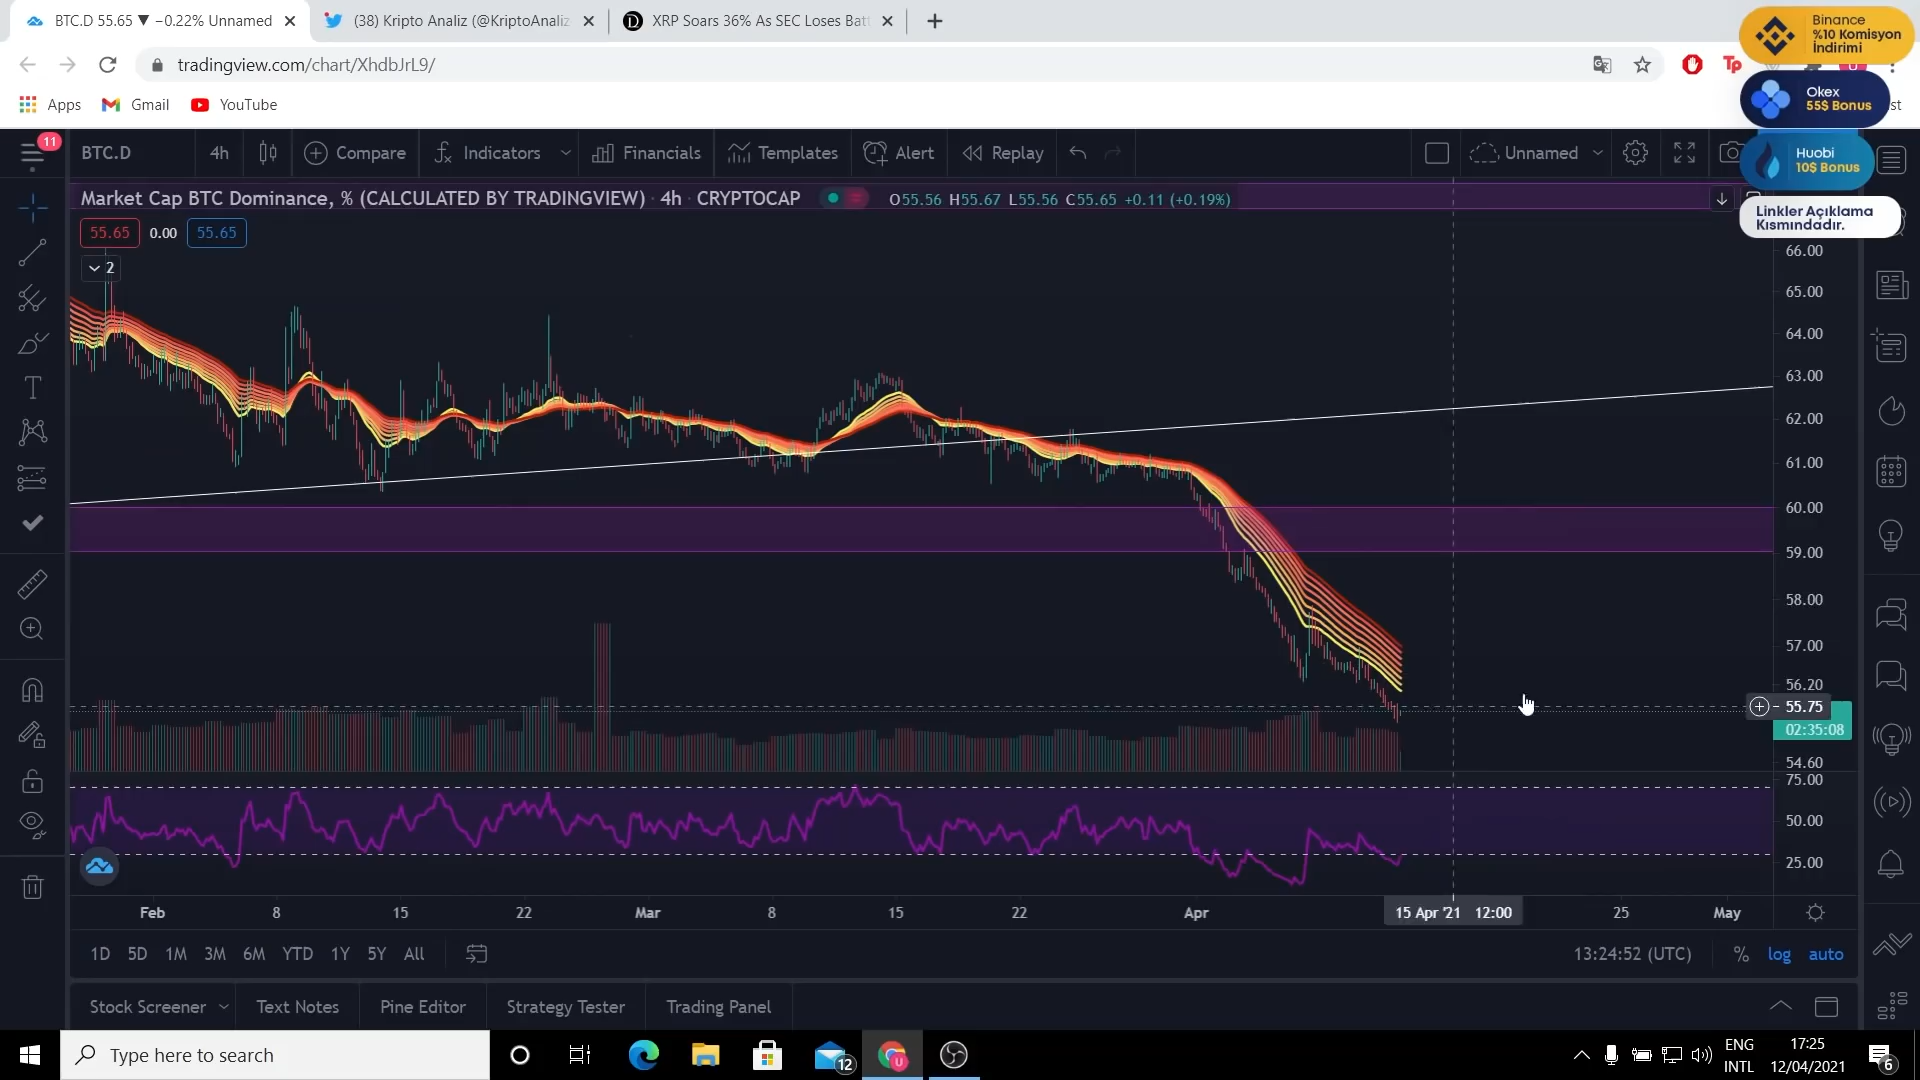 BTC.D 55.65 ▼ −0.22% Unnamed
(38) Kripto Analiz (@KriptoAnaliz
XRP Soars 36% As SEC Loses Batt
tradingview.com/chart/XhdbJrL9/
Apps
Gmail
YouTube
Binance
%10 Komisyon
İndirimi
Okex
55$ Bonus
Huobi
10$ Bonus
Linkler Açıklama
Kısmındadır.
11
BTC.D
4h
Compare
Indicators
Financials
Templates
Alert
Replay
Unnamed
Market Cap BTC Dominance, % (CALCULATED BY TRADINGVIEW) · 4h · CRYPTOCAP
O55.56 H55.67 L55.56 C55.65 +0.11 (+0.19%)
55.65 0.00 55.65
2
66.00
65.00
64.00
63.00
62.00
61.00
60.00
59.00
58.00
57.00
56.20
55.75
02:35:08
54.60
75.00
50.00
25.00
Feb 8 15 22 Mar 8 15 22 Apr 15 Apr '21 12:00 25 May
1D 5D 1M 3M 6M YTD 1Y 5Y All
13:24:52 (UTC) % log auto
Stock Screener Text Notes Pine Editor Strategy Tester Trading Panel
Type here to search
12
ENG
INTL
17:25
12/04/2021
6